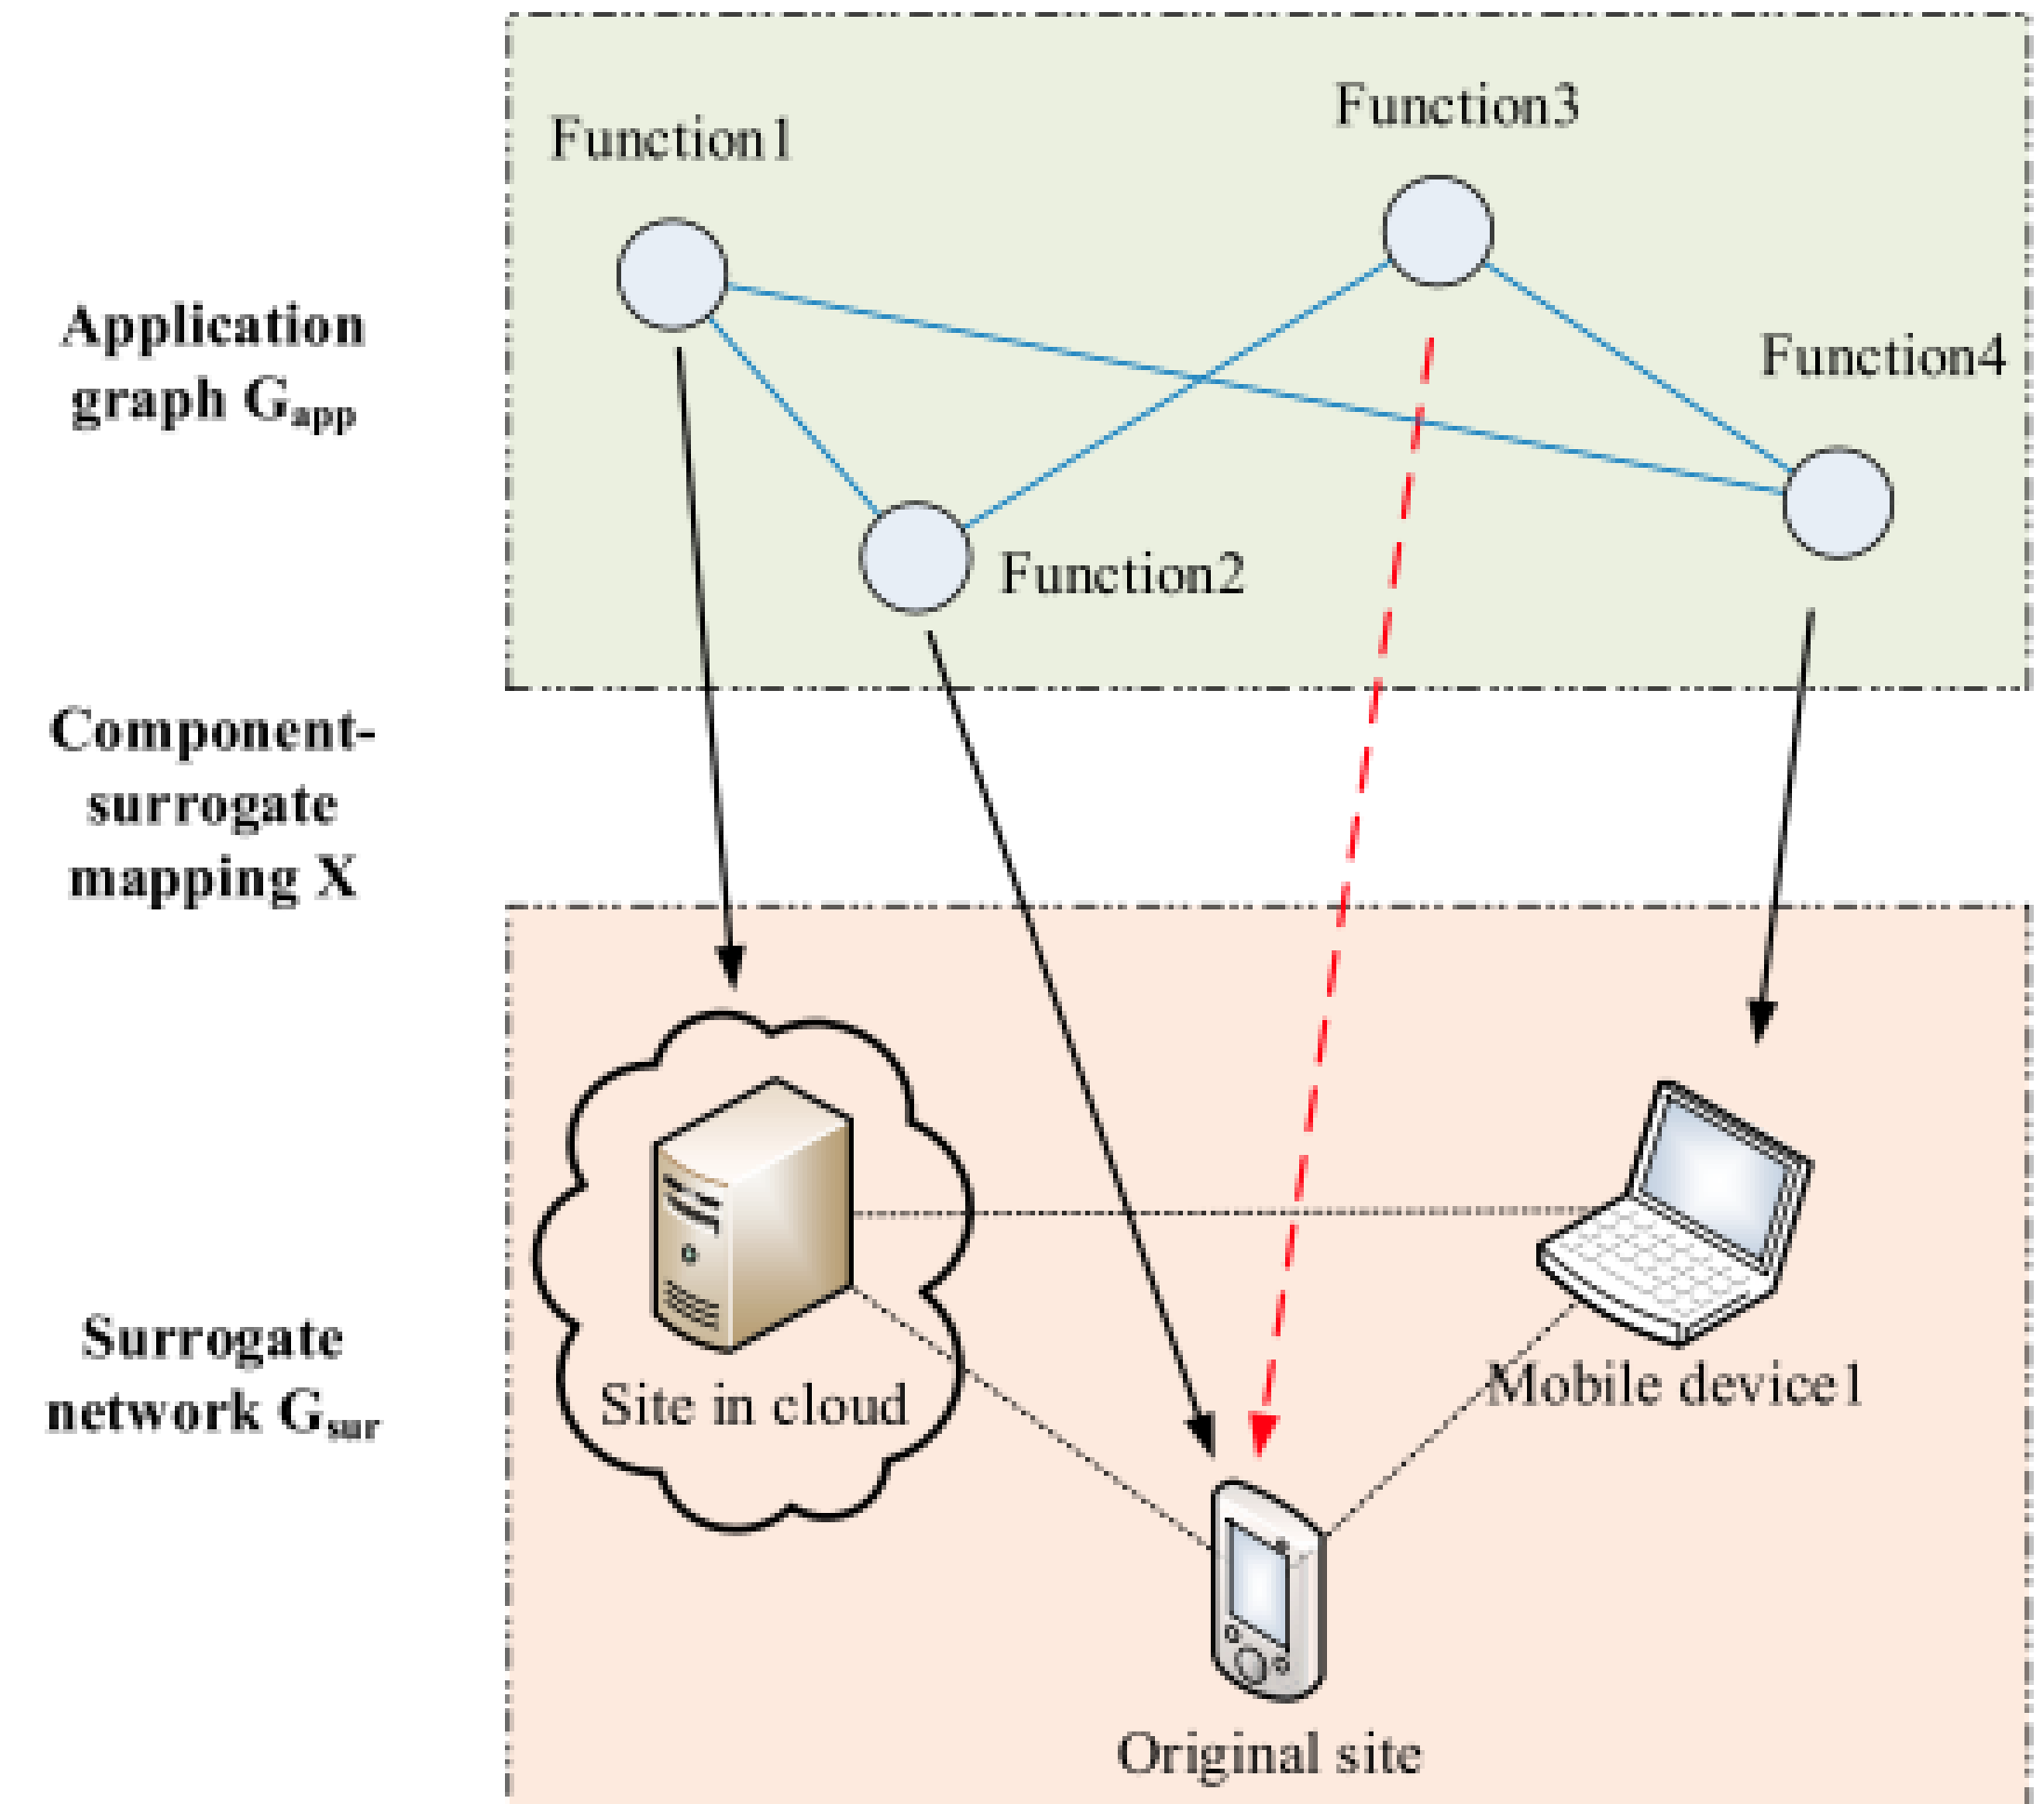 Function1
Function3
Application
graph Gapp
Function4
Function2
Component-
surrogate
mapping X
Surrogate
network Gsur
Site in cloud
Mobile device1
Original site